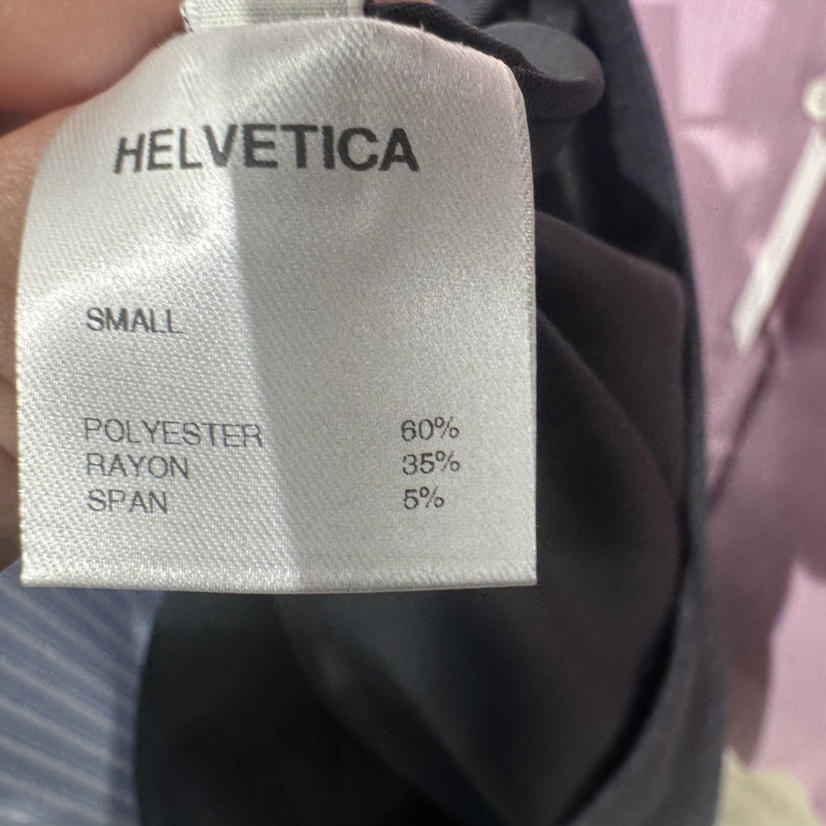 HELVETICA
SMALL
POLYESTER 60%
RAYON 35%
SPAN 5%